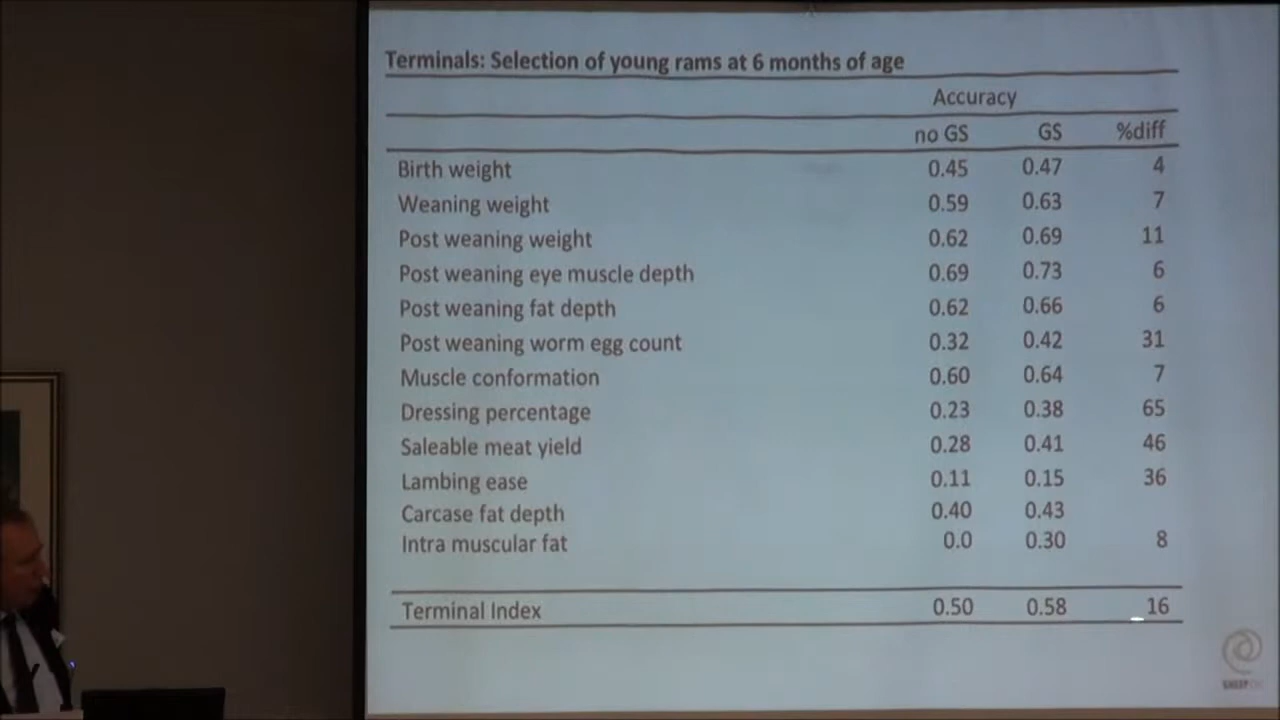 Terminals: Selection of young rams at 6 months of age
Accuracy
no GS GS %diff
Birth weight 0.45 0.47 4
Weaning weight 0.59 0.63 7
Post weaning weight 0.62 0.69 11
Post weaning eye muscle depth 0.69 0.73 6
Post weaning fat depth 0.62 0.66 6
Post weaning worm egg count 0.32 0.42 31
Muscle conformation 0.60 0.64 7
Dressing percentage 0.23 0.38 65
Saleable meat yield 0.28 0.41 46
Lambing ease 0.11 0.15 36
Carcase fat depth 0.40 0.43
Intra muscular fat 0.0 0.30 8
Terminal Index 0.50 0.58 16